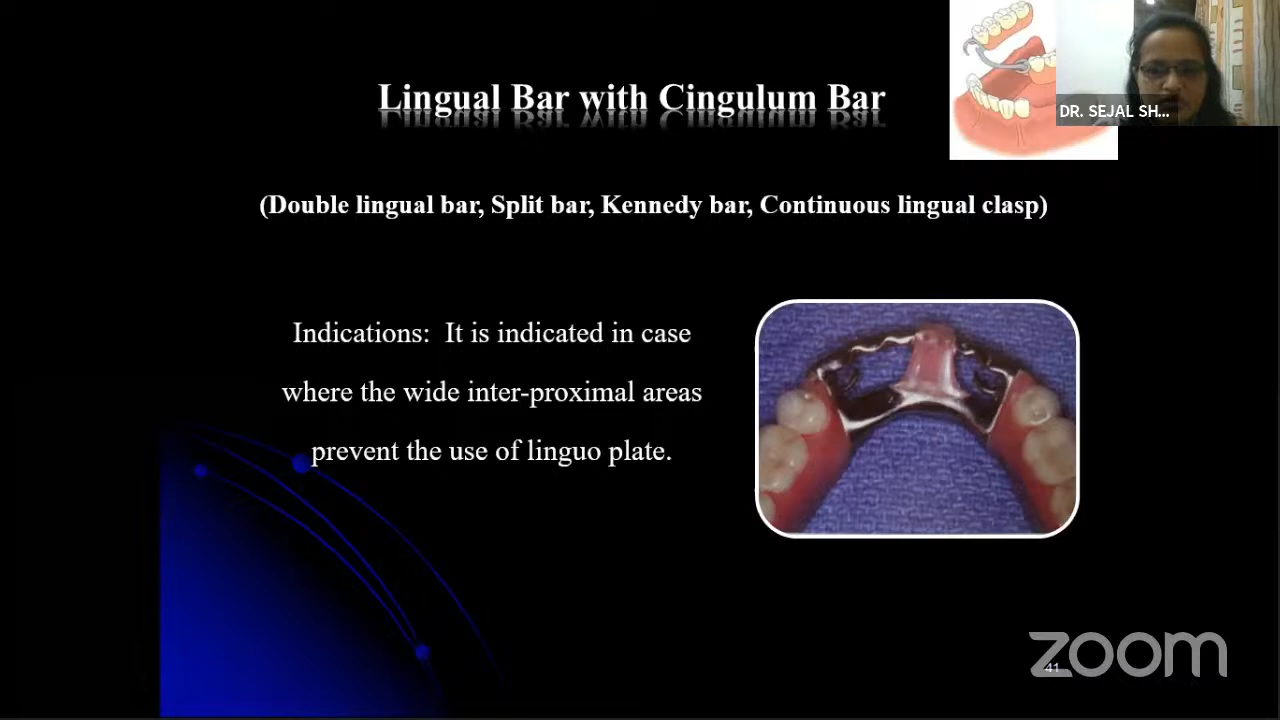 Lingual Bar with Cingulum Bar
DR. SEJAL SH...
(Double lingual bar, Split bar, Kennedy bar, Continuous lingual clasp)
Indications: It is indicated in case
where the wide inter-proximal areas
prevent the use of linguo plate.
zoom
41